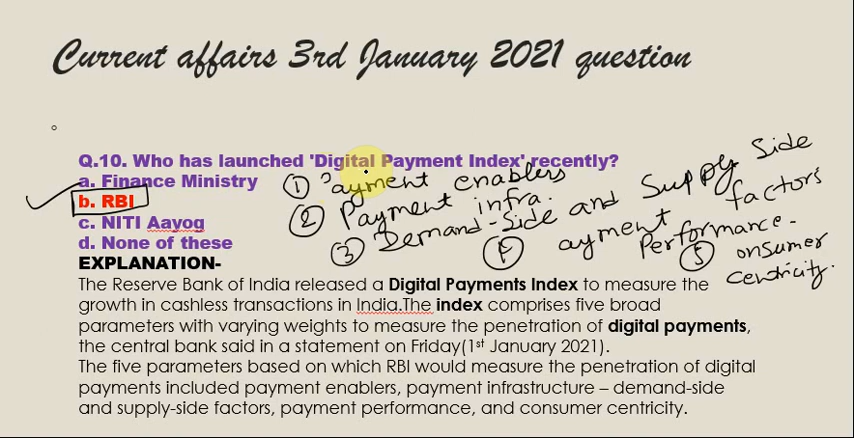 Current affairs 3rd January 2021 question
Q.10. Who has launched 'Digital Payment Index' recently?
a. Finance Ministry
b. RBI
c. NITI Aayog
d. None of these
① Payment enablers
② Payment infra.
③ Demand-Side and Supply Side
factors
④ ayment Performance-
⑤ onsumer
centricity.
EXPLANATION-
The Reserve Bank of India released a Digital Payments Index to measure the
growth in cashless transactions in India.The index comprises five broad
parameters with varying weights to measure the penetration of digital payments,
the central bank said in a statement on Friday(1st January 2021).
The five parameters based on which RBI would measure the penetration of digital
payments included payment enablers, payment infrastructure – demand-side
and supply-side factors, payment performance, and consumer centricity.